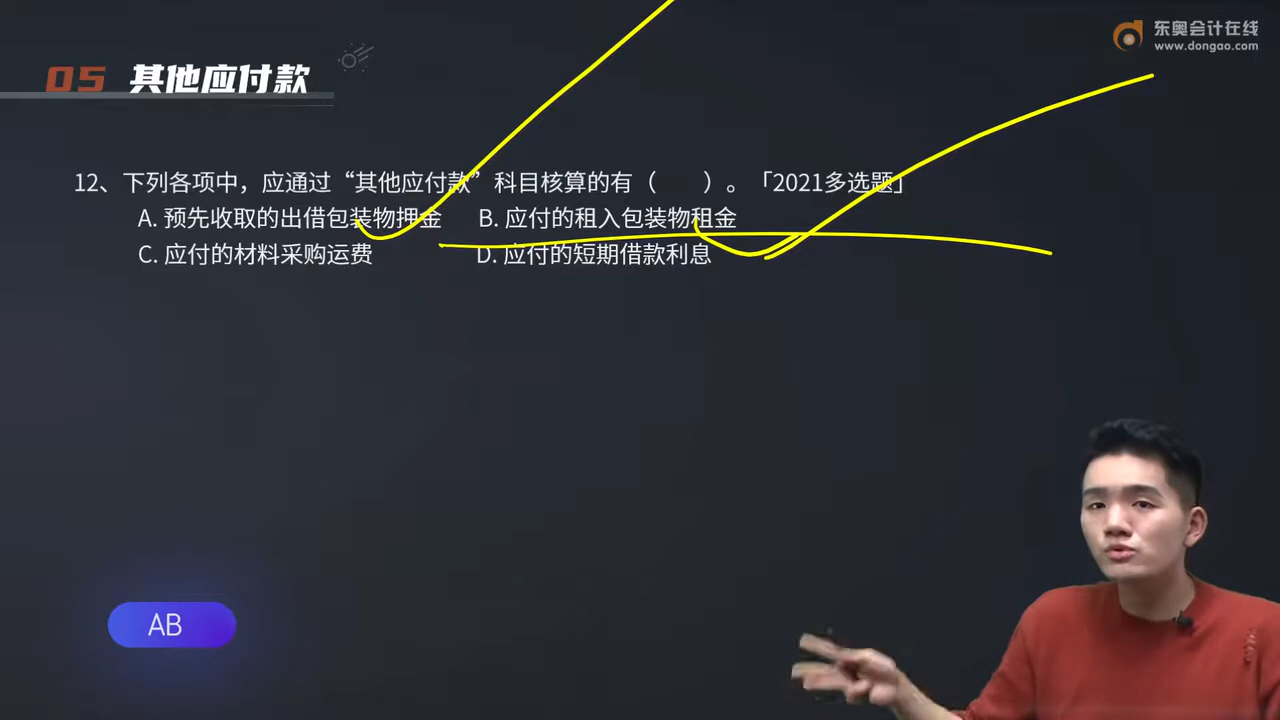 东奥会计在线
www.dongao.com
05 其他应付款
12、下列各项中，应通过“其他应付款”科目核算的有（　　）。「2021多选题」
A. 预先收取的出借包装物押金 B. 应付的租入包装物租金
C. 应付的材料采购运费 D. 应付的短期借款利息
AB